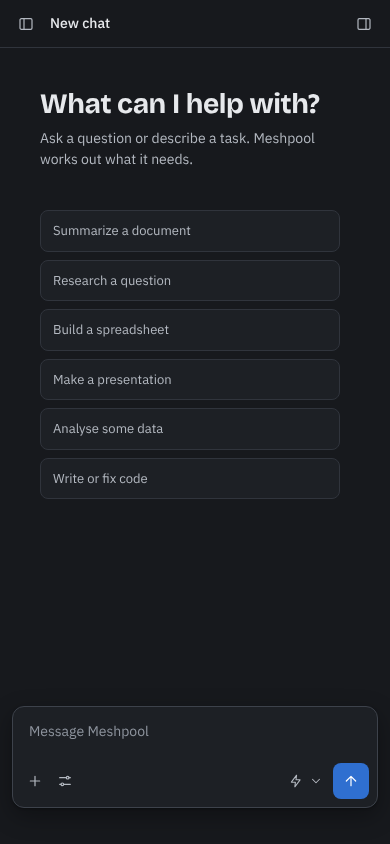 New chat
What can I help with?
Ask a question or describe a task. Meshpool
works out what it needs.
Summarize a document
Research a question
Build a spreadsheet
Make a presentation
Analyse some data
Write or fix code
Message Meshpool